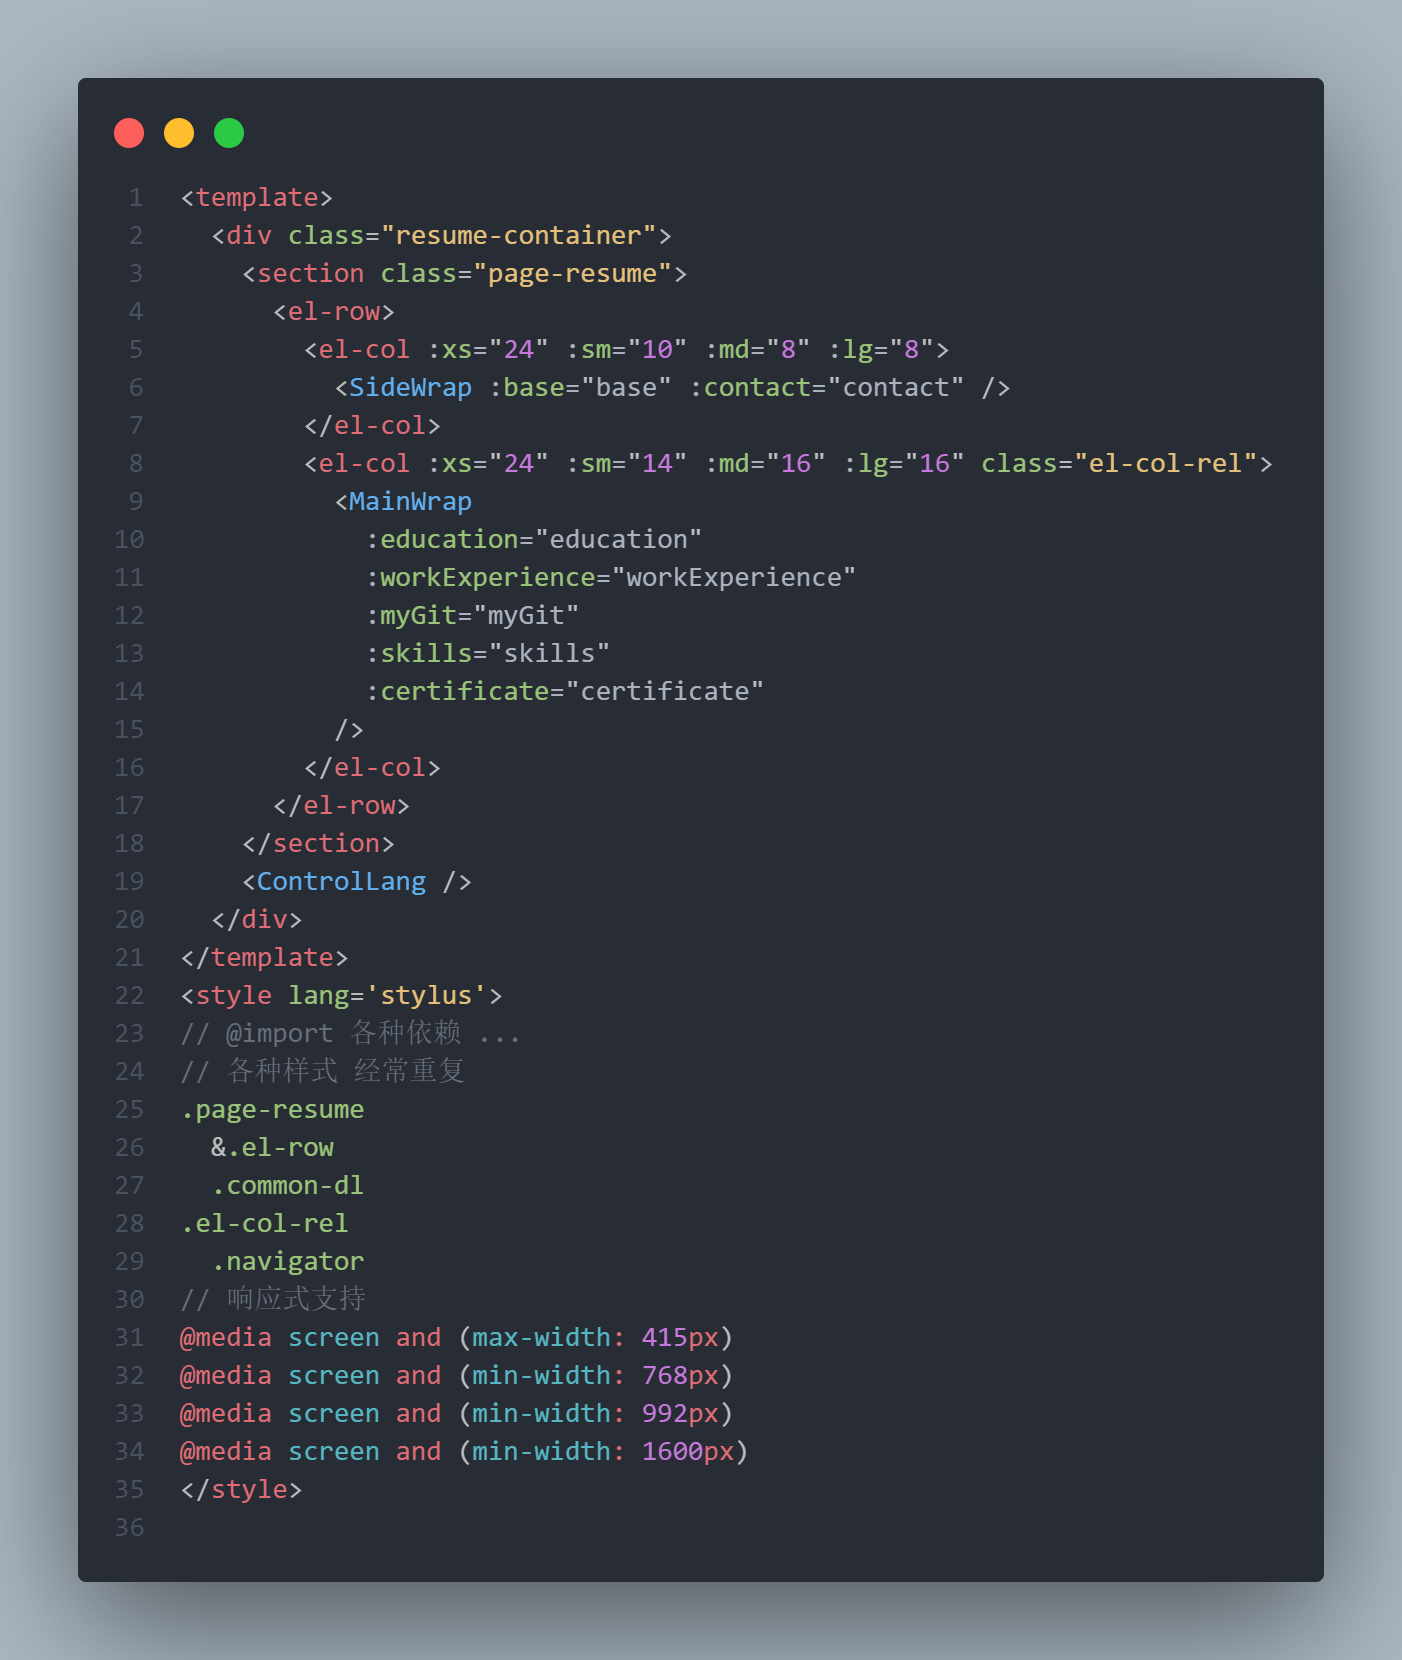 1 <template>
2   <div class="resume-container">
3     <section class="page-resume">
4       <el-row>
5         <el-col :xs="24" :sm="10" :md="8" :lg="8">
6           <SideWrap :base="base" :contact="contact" />
7         </el-col>
8         <el-col :xs="24" :sm="14" :md="16" :lg="16" class="el-col-rel">
9           <MainWrap
10             :education="education"
11             :workExperience="workExperience"
12             :myGit="myGit"
13             :skills="skills"
14             :certificate="certificate"
15           />
16         </el-col>
17       </el-row>
18     </section>
19     <ControlLang />
20   </div>
21 </template>
22 <style lang='stylus'>
23 // @import 各种依赖 ...
24 // 各种样式 经常重复
25 .page-resume
26   &.el-row
27   .common-dl
28 .el-col-rel
29   .navigator
30 // 响应式支持
31 @media screen and (max-width: 415px)
32 @media screen and (min-width: 768px)
33 @media screen and (min-width: 992px)
34 @media screen and (min-width: 1600px)
35 </style>
36